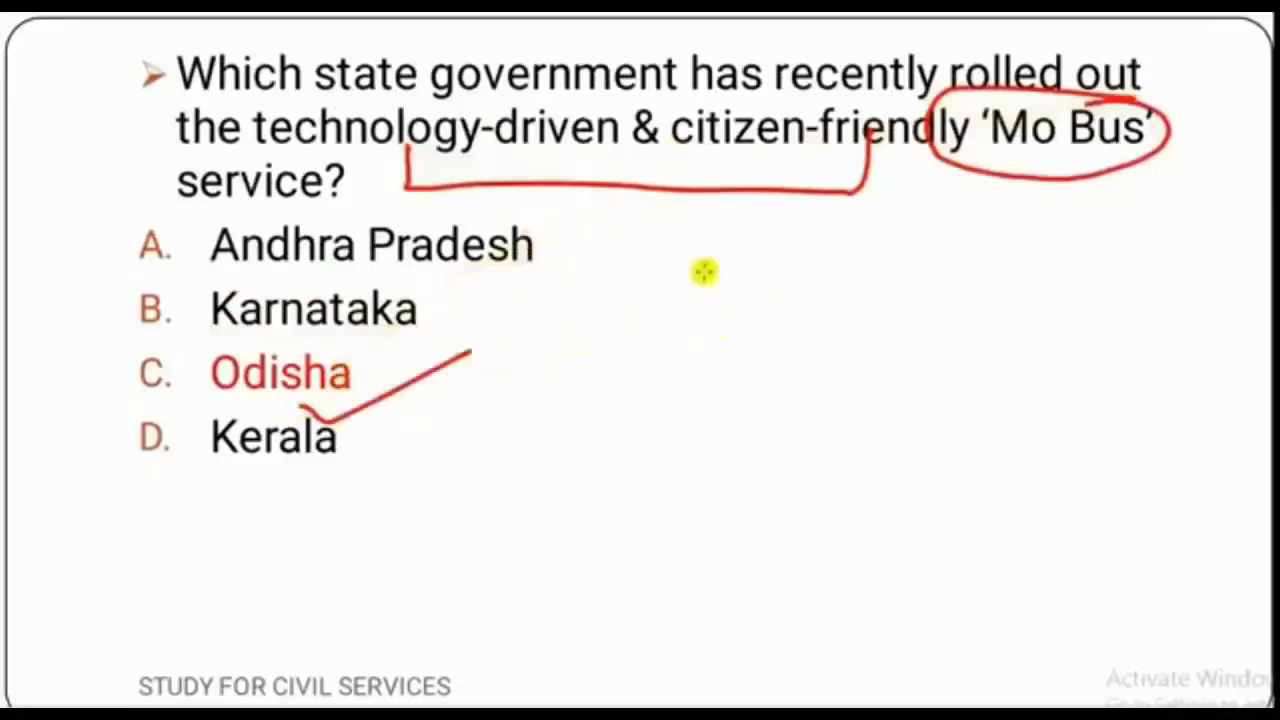 Which state government has recently rolled out
the technology-driven & citizen-friendly ‘Mo Bus’
service?
A. Andhra Pradesh
B. Karnataka
C. Odisha
D. Kerala
STUDY FOR CIVIL SERVICES
Activate Windo